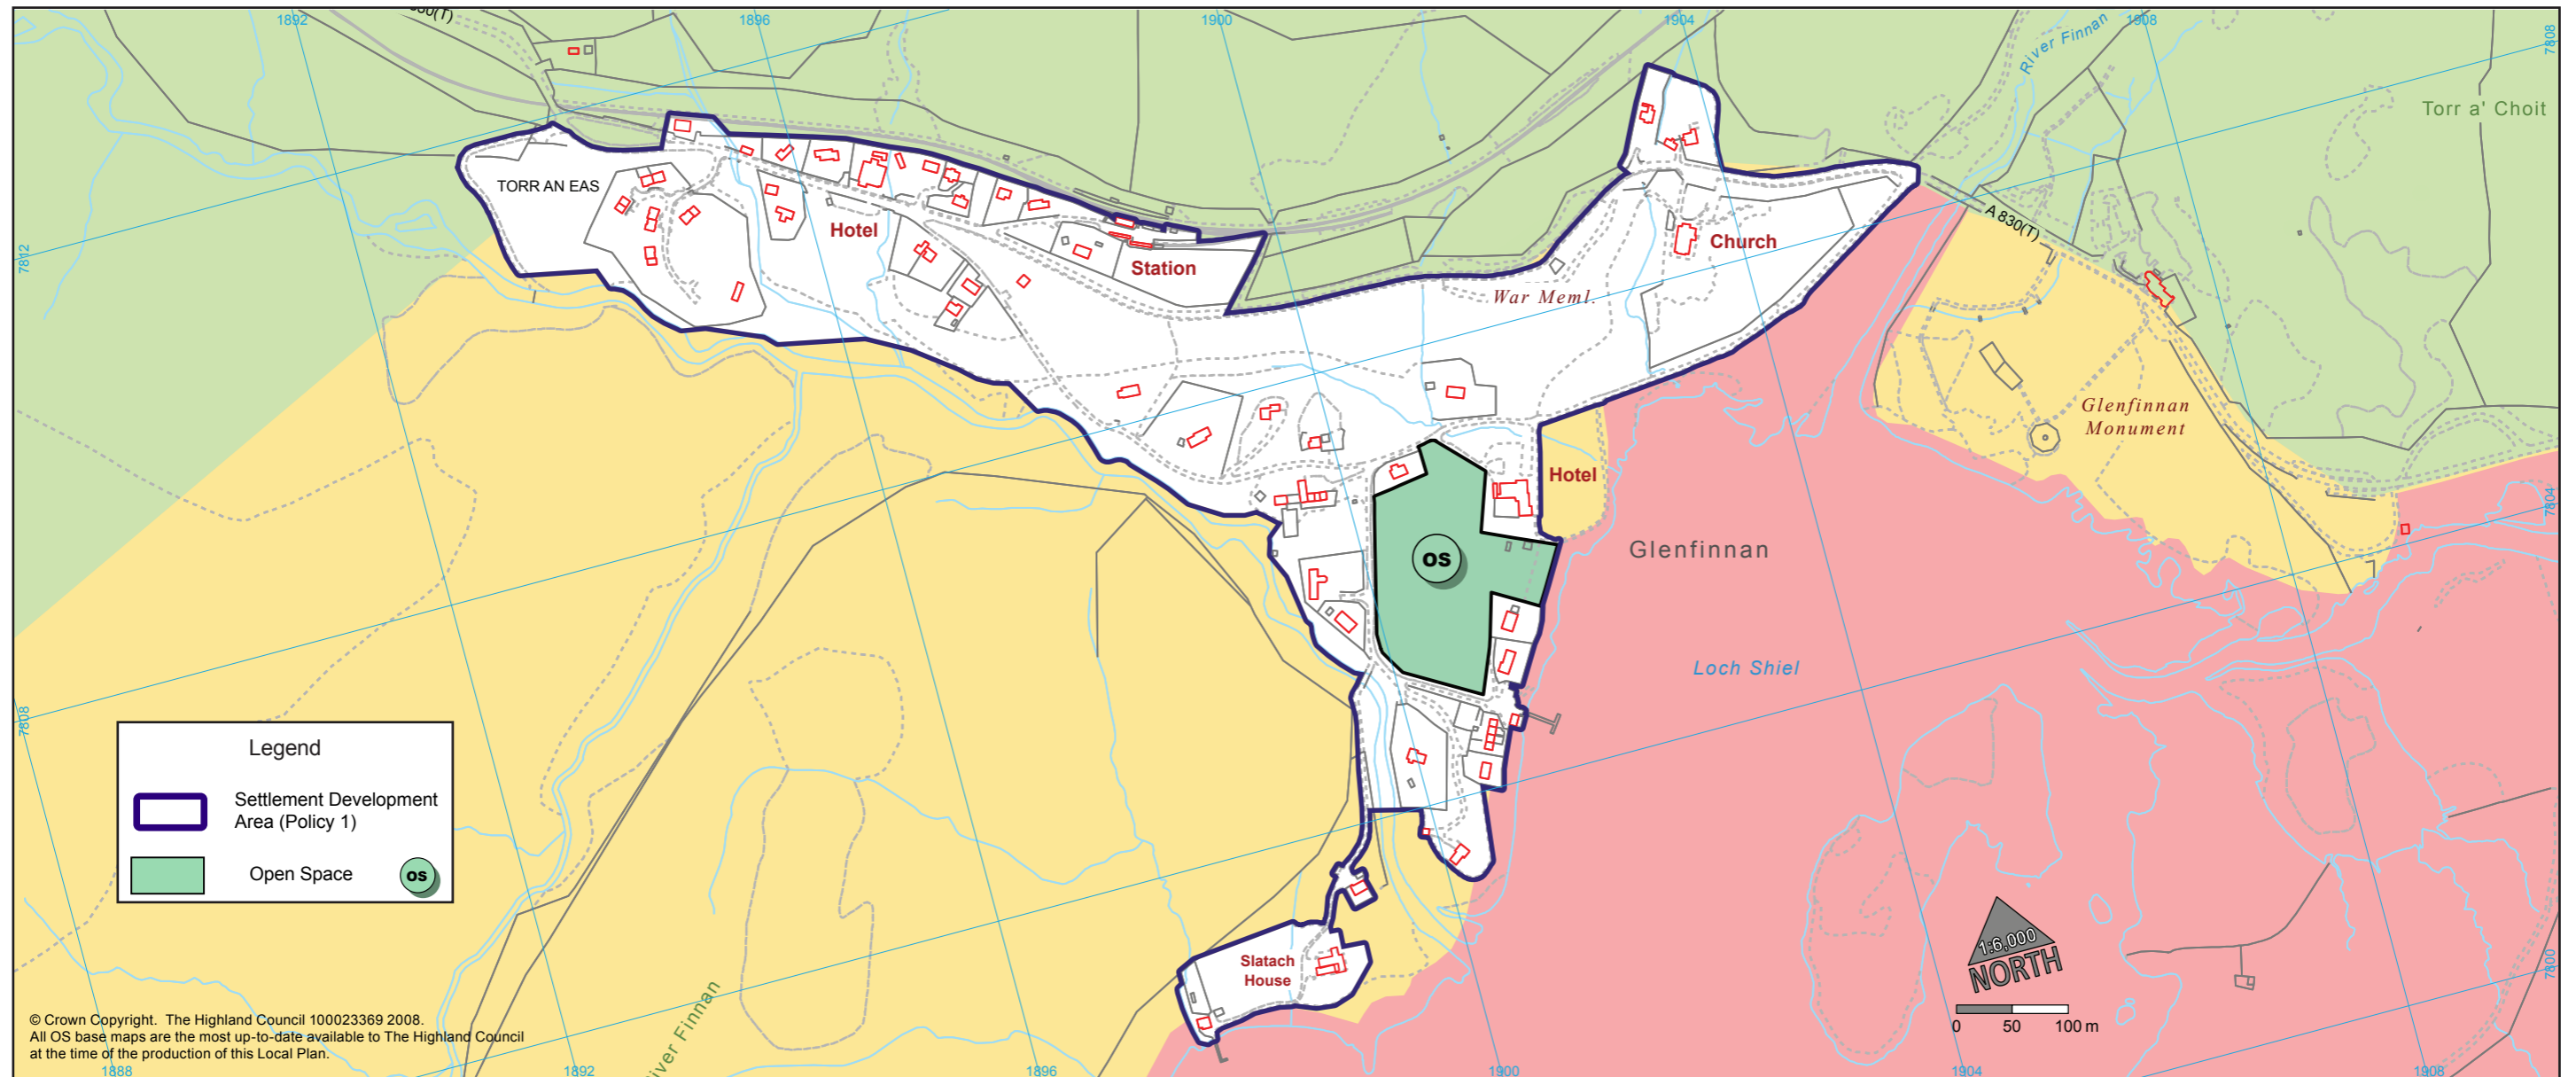 830(T)
1892
1896
1900
1904
1908
River Finnan
7808
Torr a' Choit
TORR AN EAS
Hotel
Church
A 830(T)
7812
Station
War Meml.
Glenfinnan
Monument
Hotel
7804
OS
Glenfinnan
Loch Shiel
7808
Legend
Settlement Development
Area (Policy 1)
Open Space
OS
1:6,000
NORTH
Slatach
House
7800
0 50 100 m
River Finnan
© Crown Copyright. The Highland Council 100023369 2008.
All OS base maps are the most up-to-date available to The Highland Council
at the time of the production of this Local Plan.
1888
1892
1896
1900
1904
1908